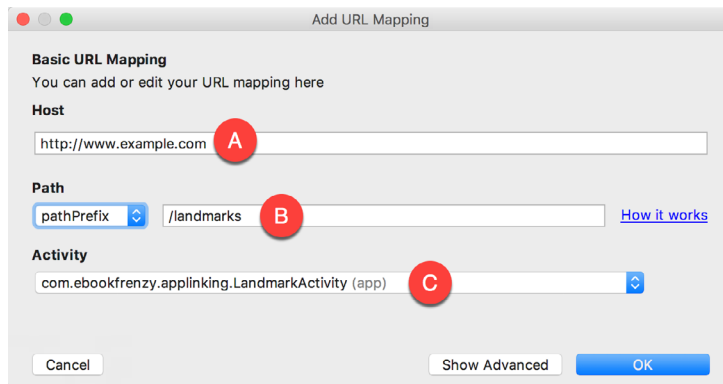 Add URL Mapping
Basic URL Mapping
You can add or edit your URL mapping here
Host
http://www.example.com A
Path
pathPrefix /landmarks B How it works
Activity
com.ebookfrenzy.applinking.LandmarkActivity (app) C
Cancel Show Advanced OK